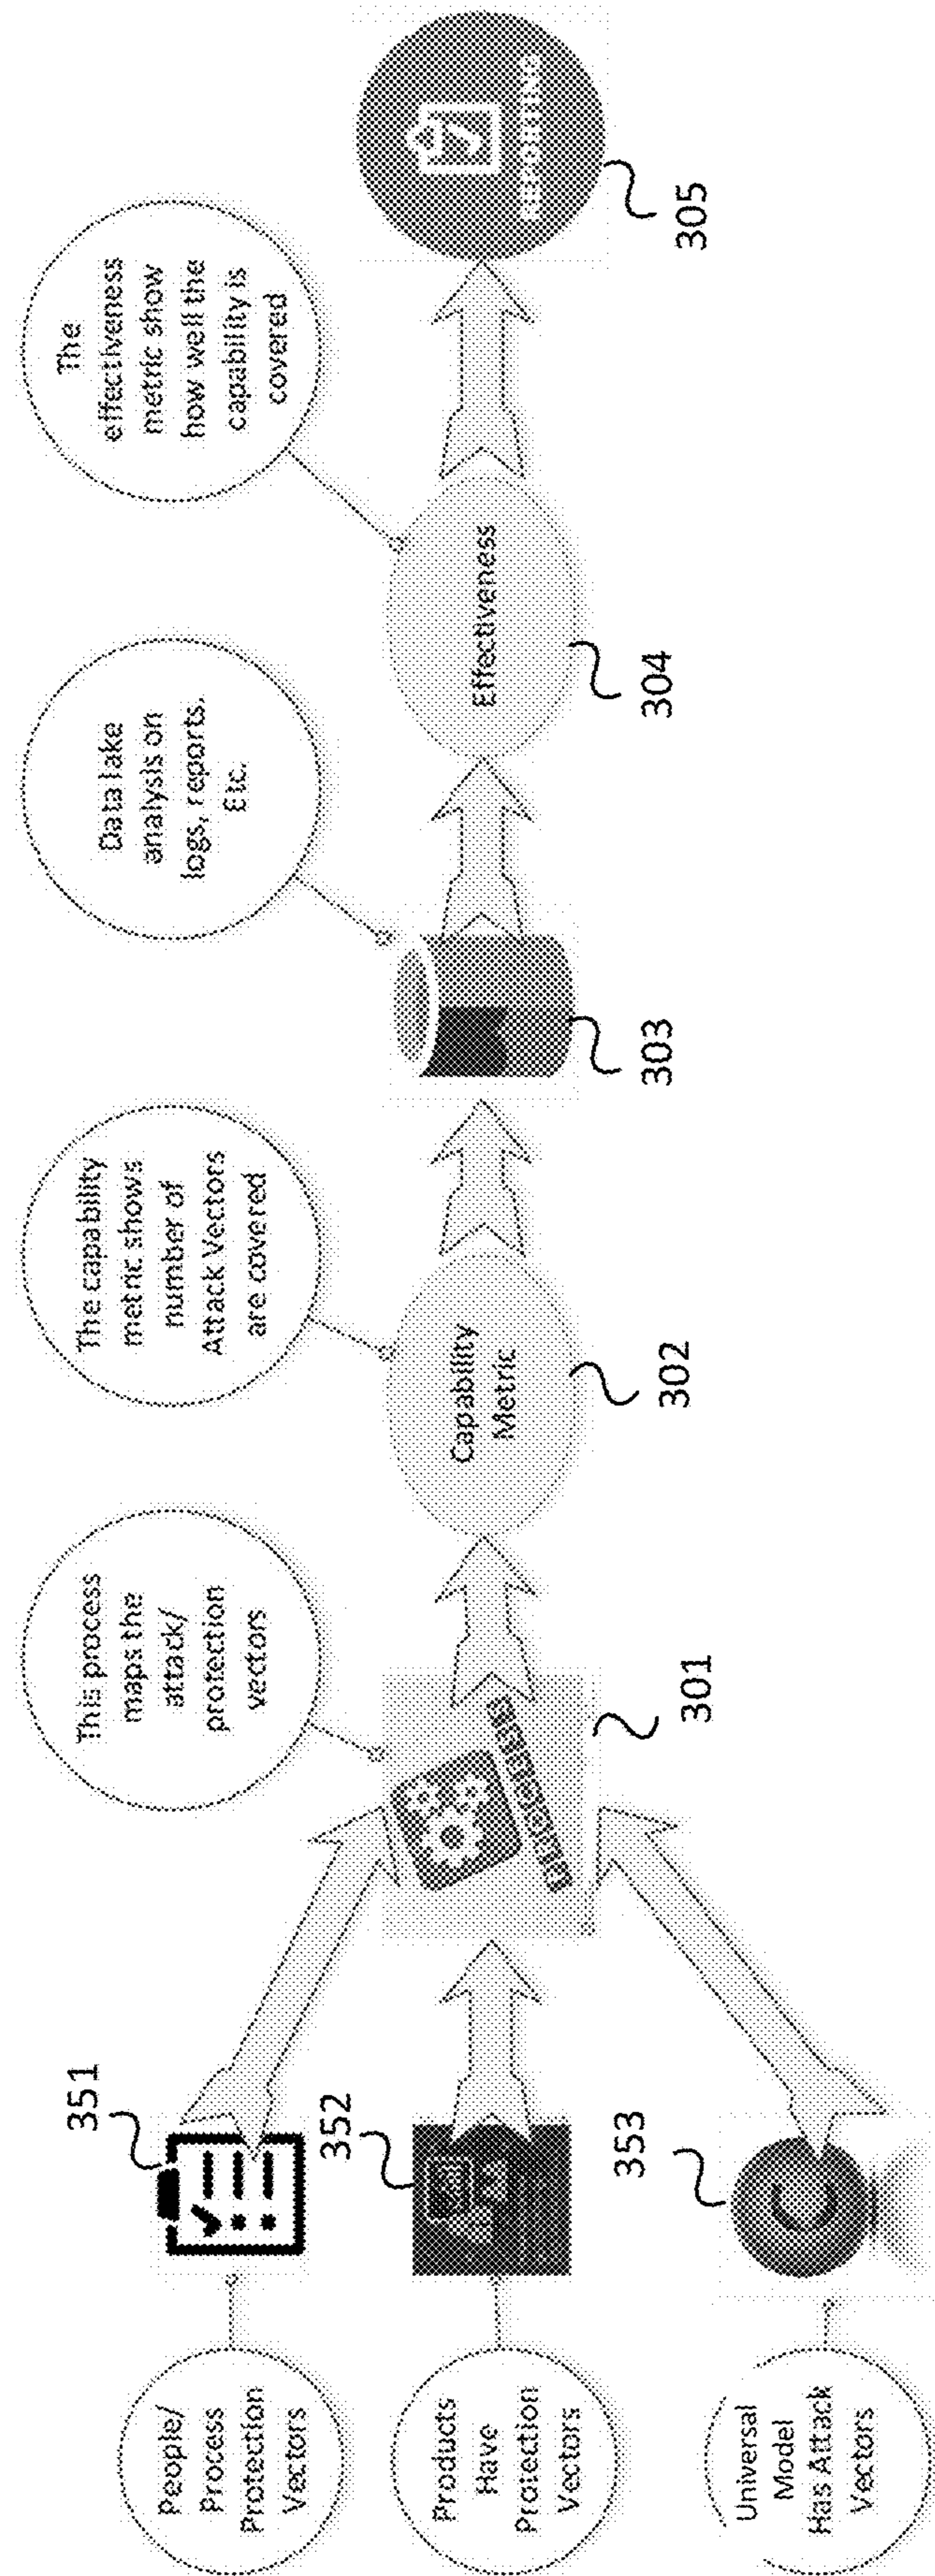 People/
Process
Protection
Vectors
351
Products
Have
Protection
Vectors
352
Universal
Model
Has Attack
Vectors
353
This process
maps the
attack/
protection
vectors
301
The capability
metric shows
number of
Attack Vectors
are covered
Capability
Metric
302
Data lake
analysis on
logs, reports.
Etc.
303
The
effectiveness
metric show
how well the
capability is
covered
Effectiveness
304
REPORTING
305